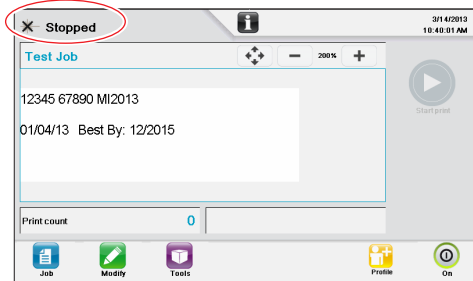 Stopped
3/14/2013
10:40:01 AM
Test Job
200%
12345 67890 MI2013
01/04/13 Best By: 12/2015
Start print
Print count 0
Job Modify Tools Profile On